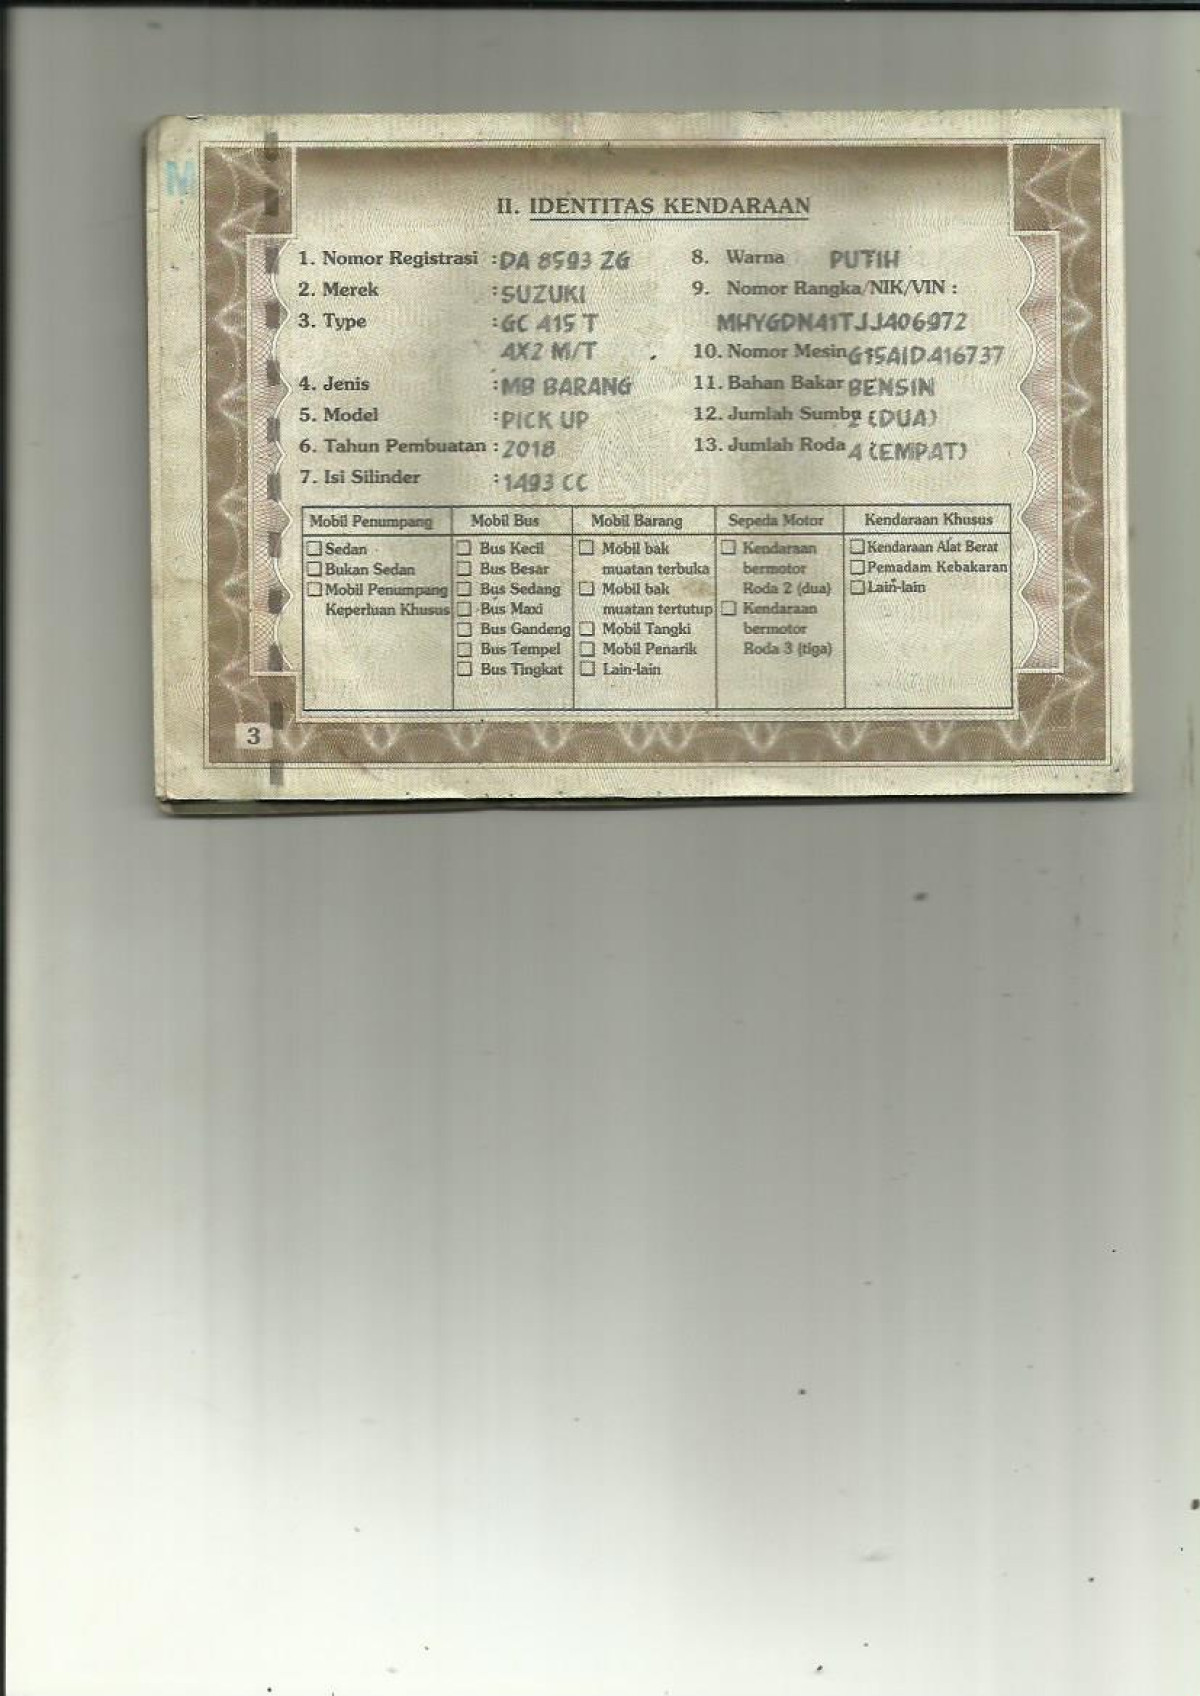 M
II. IDENTITAS KENDARAAN
1. Nomor Registrasi : DA 8593 ZG
2. Merek : SUZUKI
3. Type : GC 415 T
4X2 M/T
4. Jenis : MB BARANG
5. Model : PICK UP
6. Tahun Pembuatan : 2018
7. Isi Silinder : 1493 CC
8. Warna PUTIH
9. Nomor Rangka/NIK/VIN :
MHYGDN41TJJ406972
10. Nomor Mesin G15AID416737
11. Bahan Bakar BENSIN
12. Jumlah Sumbu 2 (DUA)
13. Jumlah Roda 4 (EMPAT)
Mobil Penumpang
Sedan
Bukan Sedan
Mobil Penumpang
Keperluan Khusus
Mobil Bus
Bus Kecil
Bus Besar
Bus Sedang
Bus Maxi
Bus Gandeng
Bus Tempel
Bus Tingkat
Mobil Barang
Mobil bak
muatan terbuka
Mobil bak
muatan tertutup
Mobil Tangki
Mobil Penarik
Lain-lain
Sepeda Motor
Kendaraan
bermotor
Roda 2 (dua)
Kendaraan
bermotor
Roda 3 (tiga)
Kendaraan Khusus
Kendaraan Alat Berat
Pemadam Kebakaran
Lain-lain
3